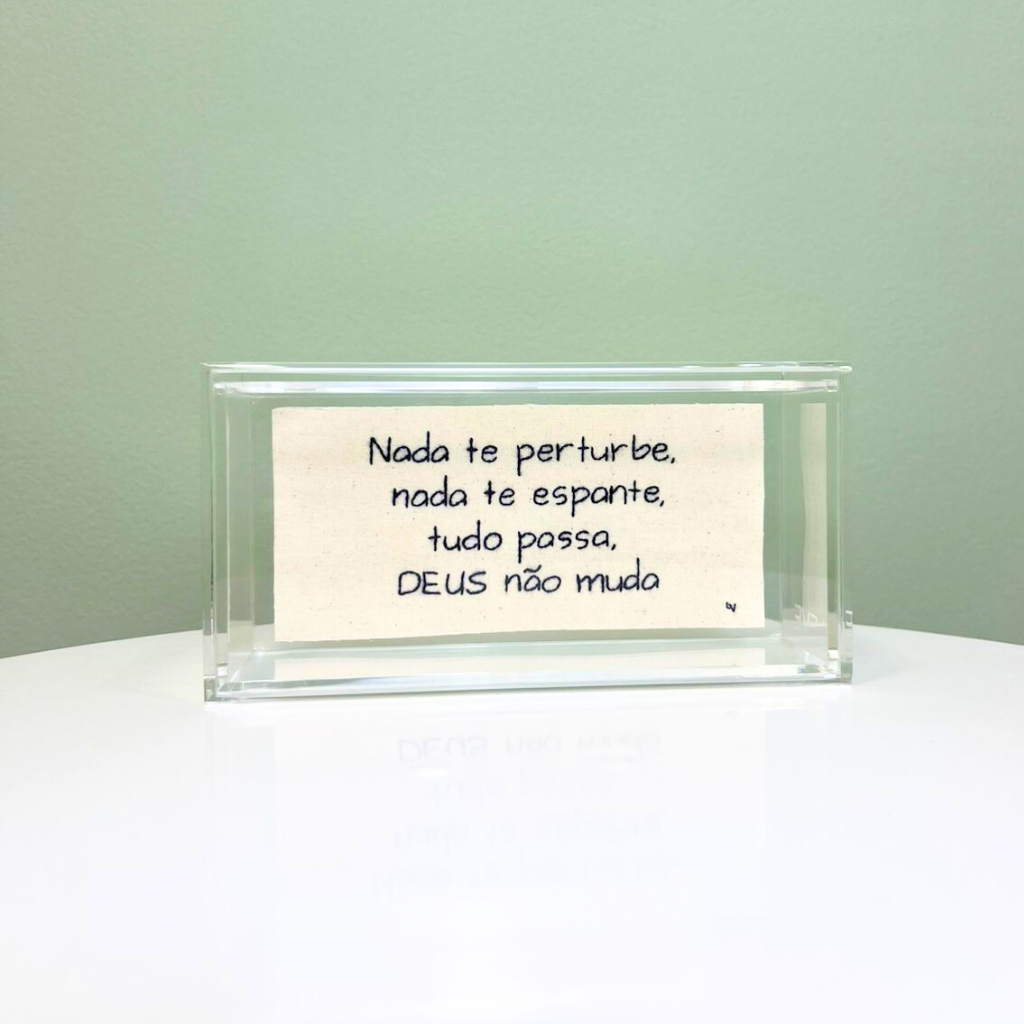 Nada te perturbe,
nada te espante,
tudo passa,
DEUS não muda